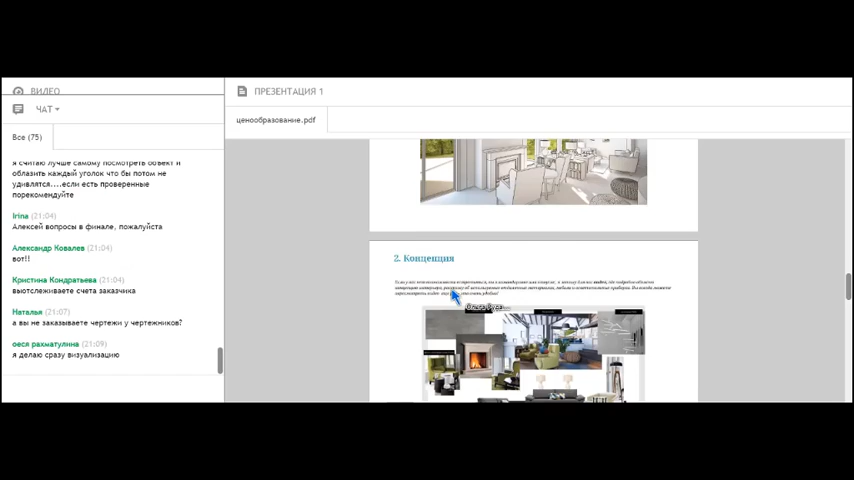 ВИДЕО
ЧАТ
Все (75)
я считаю лучше самому посмотреть объект и
облазить каждый уголок что бы потом не
удивлятся....если есть проверенные
порекомендуйте
Irina (21:04)
Алексей вопросы в финале, пожалуйста
Александр Ковалев (21:04)
вот!!
Кристина Кондратьева (21:04)
выотслеживаете счета заказчика
Наталья (21:07)
а вы не заказываете чертежи у чертежников?
олеся рахматулина (21:09)
я делаю сразу визуализацию
ПРЕЗЕНТАЦИЯ 1
ценообразование.pdf
2. Концепция